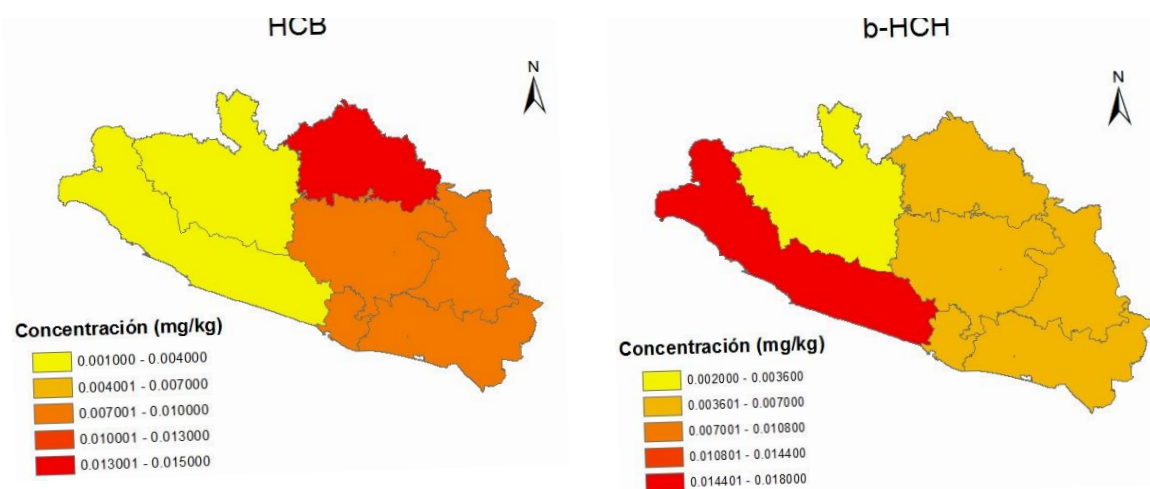 HCB
N
Concentración (mg/kg)
0.001000 - 0.004000
0.004001 - 0.007000
0.007001 - 0.010000
0.010001 - 0.013000
0.013001 - 0.015000
b-HCH
N
Concentración (mg/kg)
0.002000 - 0.003600
0.003601 - 0.007000
0.007001 - 0.010800
0.010801 - 0.014400
0.014401 - 0.018000